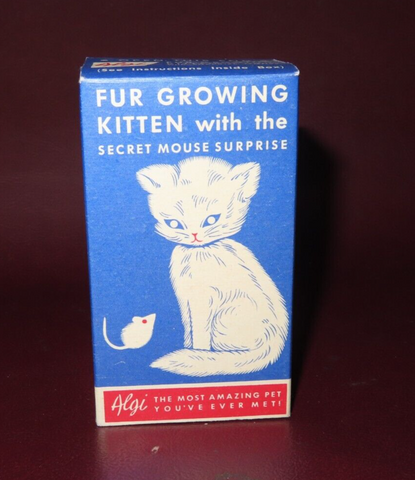 (See Instructions Inside Box)
FUR GROWING
KITTEN with the
SECRET MOUSE SURPRISE
Algi THE MOST AMAZING PET
YOU'VE EVER MET!